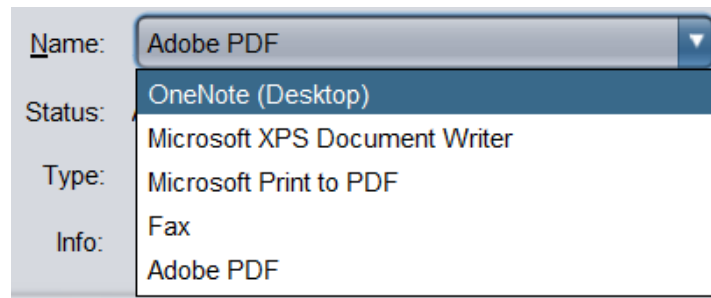 Name: Adobe PDF
OneNote (Desktop)
Status:
Microsoft XPS Document Writer
Type: Microsoft Print to PDF
Fax
Info:
Adobe PDF